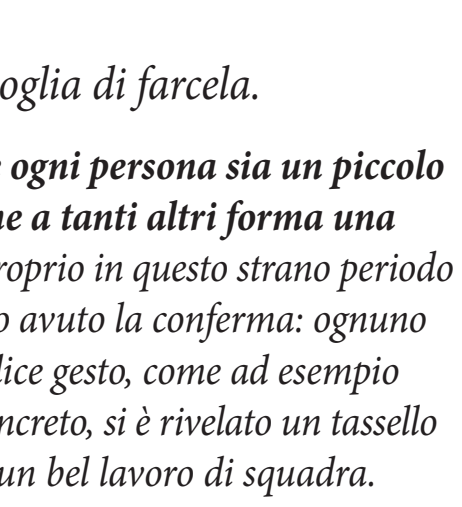 oglia di farcela.
ogni persona sia un piccolo
e a tanti altri forma una
roprio in questo strano periodo
o avuto la conferma: ognuno
lice gesto, come ad esempio
ncreto, si è rivelato un tassello
un bel lavoro di squadra.